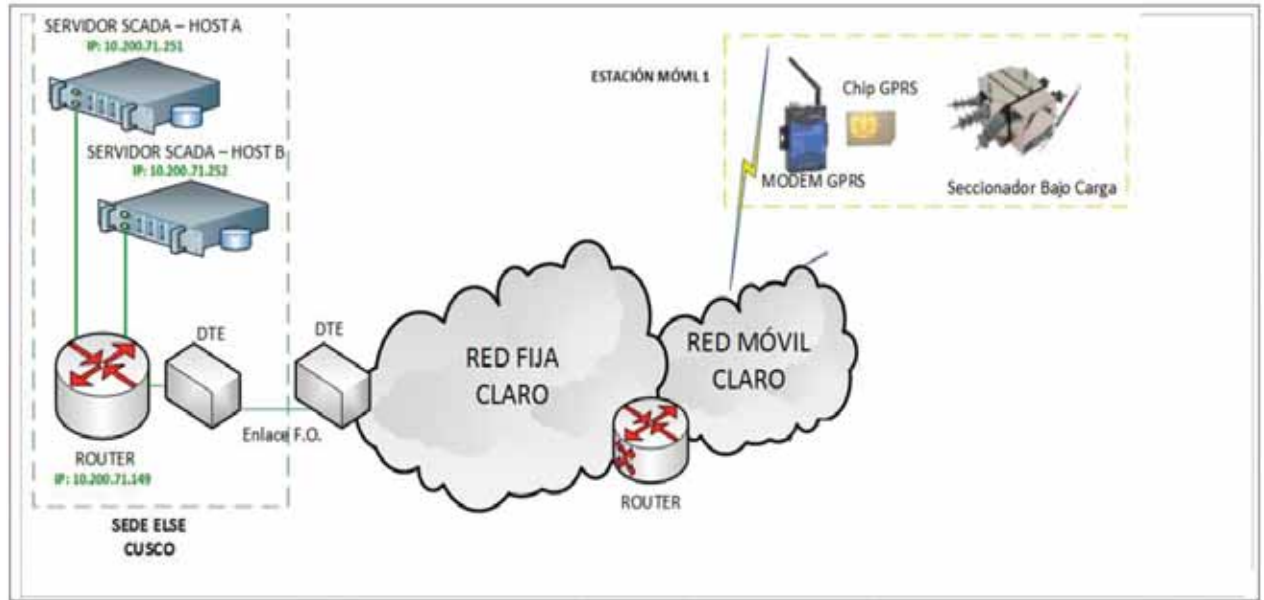 SERVIDOR SCADA – HOST A
IP: 10.200.71.251
SERVIDOR SCADA – HOST B
IP: 10.200.71.252
DTE
ROUTER
IP: 10.200.71.149
Enlace F.O.
SEDE ELSE
CUSCO
DTE
RED FIJA
CLARO
ROUTER
RED MÓVIL
CLARO
ESTACIÓN MÓVIL 1
MODEM GPRS
Chip GPRS
Seccionador Bajo Carga